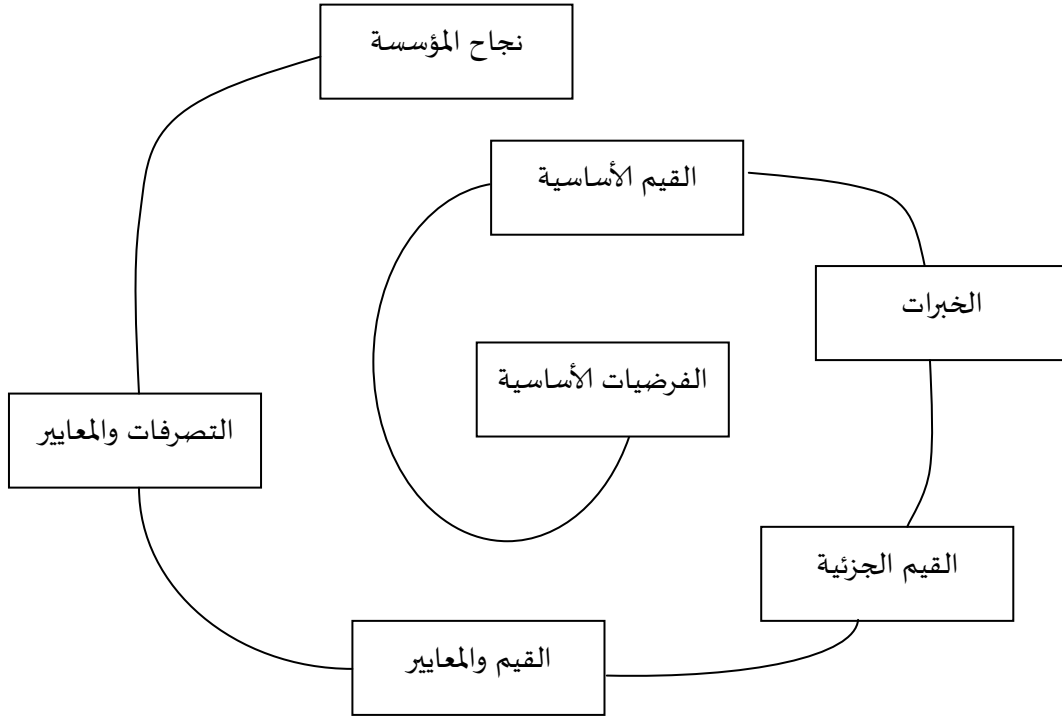 نجاح المؤسسة
القيم الأساسية
الخبرات
الفرضيات الأساسية
التصرفات والمعايير
القيم الجزئية
القيم والمعايير